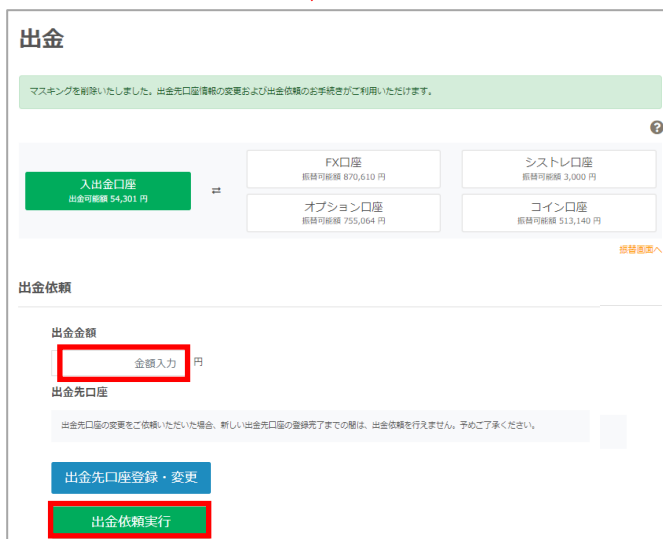 出金
マスキングを削除いたしました。出金先口座情報の変更および出金依頼のお手続きがご利用いただけます。
?
入出金口座
出金可能額 54,301 円
⇄
FX口座
振替可能額 870,610 円
シストレ口座
振替可能額 3,000 円
オプション口座
振替可能額 755,064 円
コイン口座
振替可能額 513,140 円
振替画面へ
出金依頼
出金金額
金額入力 円
出金先口座
出金先口座の変更をご依頼いただいた場合、新しい出金先口座の登録完了までの間は、出金依頼を行えません。予めご了承ください。
出金先口座登録・変更
出金依頼実行